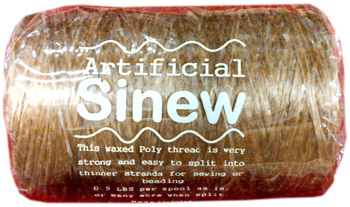 Artificial
Sinew
This waxed Poly thread is very
strong and easy to split into
thinner strands for sewing or
beading
0.5 LBS per spool as is,
or many more when split.